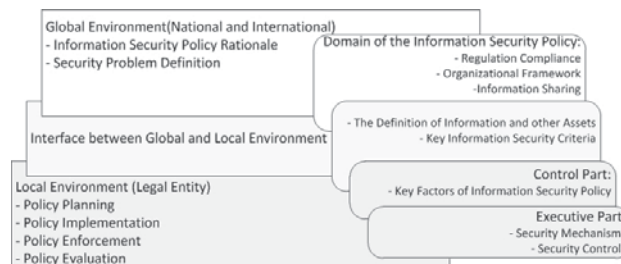 Global Environment(National and International)
- Information Security Policy Rationale
- Security Problem Definition
Domain of the Information Security Policy:
- Regulation Compliance
- Organizational Framework
-Information Sharing
Interface between Global and Local Environment
- The Definition of Information and other Assets
- Key Information Security Criteria
Local Environment (Legal Entity)
- Policy Planning
- Policy Implementation
- Policy Enforcement
- Policy Evaluation
Control Part:
- Key Factors of Information Security Policy
Executive Part
- Security Mechanism
- Security Control